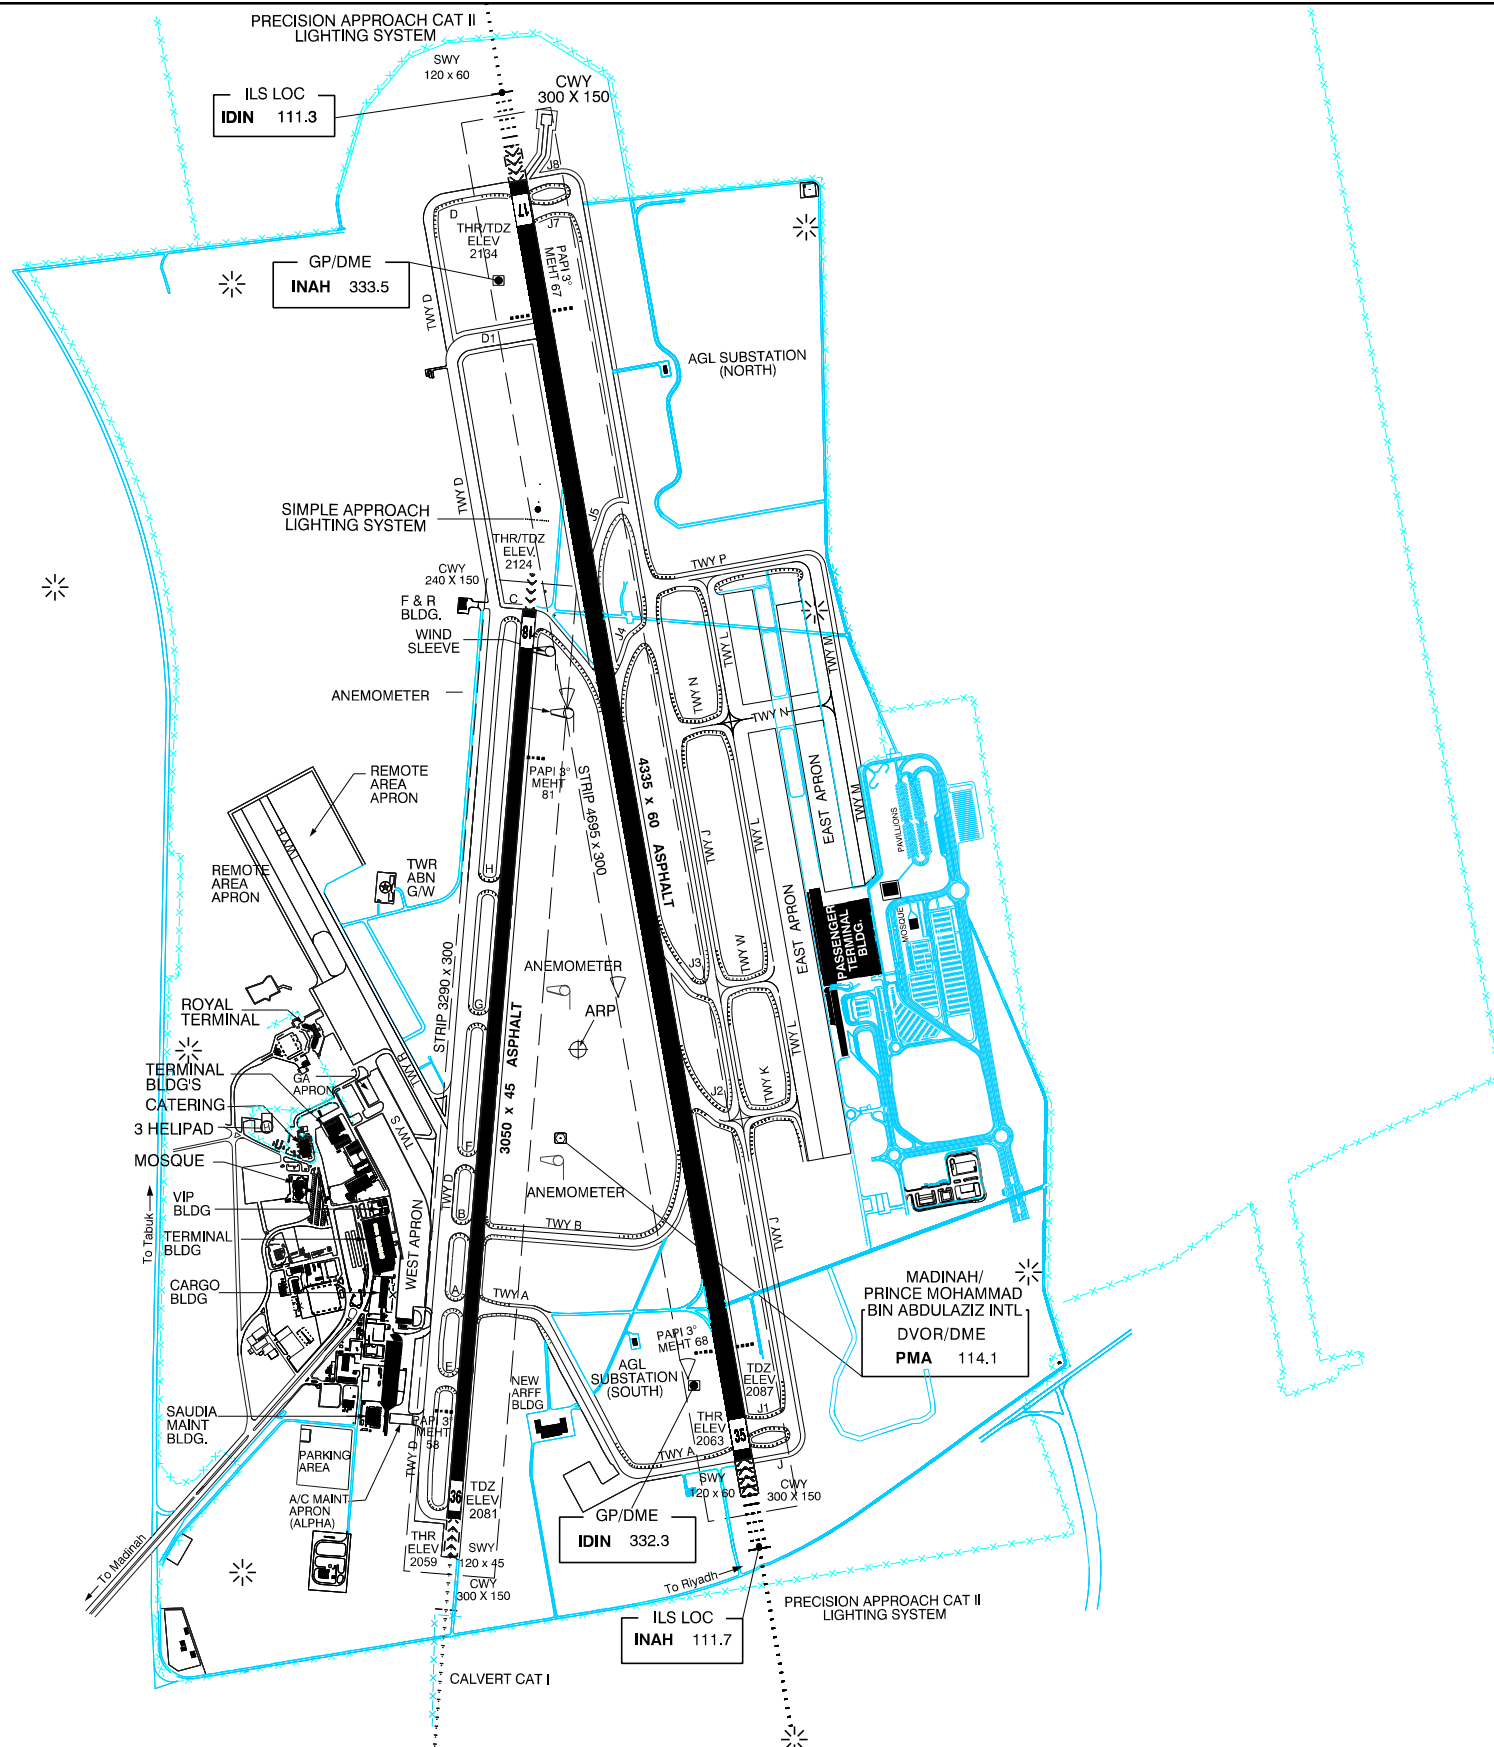 PRECISION APPROACH CAT II
LIGHTING SYSTEM
SWY
120 x 60
CWY
300 X 150
ILS LOC
IDIN 111.3
J8
17
D
J7
THR/TDZ
ELEV
2134
PAPI 3°
MEHT 67
GP/DME
INAH 333.5
TWY D
D1
AGL SUBSTATION
(NORTH)
TWY D
SIMPLE APPROACH
LIGHTING SYSTEM
J5
THR/TDZ
ELEV.
2124
CWY
240 X 150
TWY P
F & R
BLDG.
C
18
WIND
SLEEVE
J4
TWY L
TWY M
ANEMOMETER
TWY N
TWY N
REMOTE
AREA
APRON
PAPI 3°
MEHT
81
STRIP 4695 x 300
4335 x 60 ASPHALT
EAST APRON
TWY M
TWY J
TWY L
PAVILLIONS
TWY H
REMOTE
AREA
APRON
TWR
ABN
G/W
H
EAST APRON
PASSENGER
TERMINAL
BLDG.
MOSQUE
STRIP 3290 x 300
ANEMOMETER
J3
TWY W
G
ARP
ROYAL
TERMINAL
3050 x 45 ASPHALT
TWY L
TERMINAL
BLDG'S
GA
APRON
TWY H
J2
TWY K
CATERING
H
TWY S
3 HELIPAD
F
MOSQUE
ANEMOMETER
VIP
BLDG
TWY D
B
TWY B
TWY J
To Tabuk
TERMINAL
BLDG
WEST APRON
CARGO
BLDG
A
TWY A
MADINAH/
PRINCE MOHAMMAD
BIN ABDULAZIZ INTL
DVOR/DME
PMA 114.1
PAPI 3°
MEHT 68
E
AGL
SUBSTATION
(SOUTH)
TDZ
ELEV
2087
NEW
ARFF
BLDG
SAUDIA
MAINT
BLDG.
PAPI 3°
MEHT
58
THR
ELEV
2063
J1
35
PARKING
AREA
TWY D
TWY A
J
A/C MAINT
APRON
(ALPHA)
36
TDZ
ELEV
2081
SWY
120 x 60
CWY
300 X 150
GP/DME
IDIN 332.3
THR
ELEV
2059
SWY
120 x 45
CWY
300 X 150
To Madinah
To Riyadh
PRECISION APPROACH CAT II
LIGHTING SYSTEM
ILS LOC
INAH 111.7
CALVERT CAT I